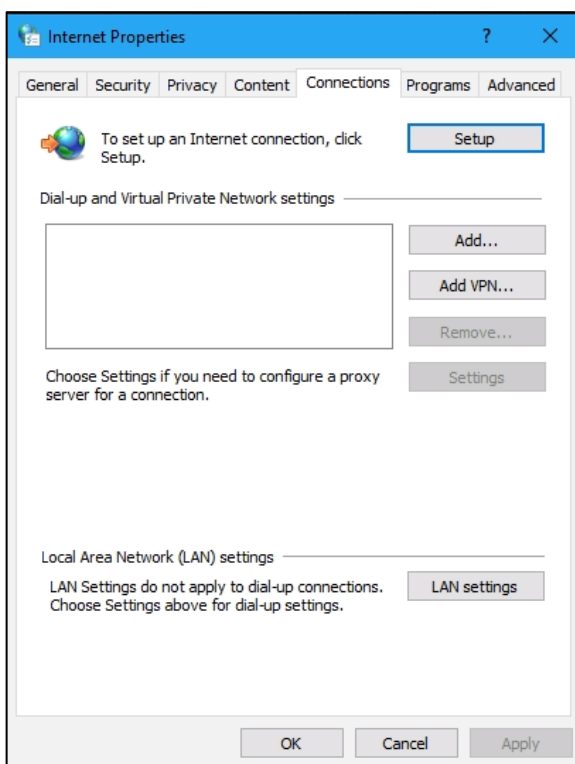 Internet Properties
?
General
Security
Privacy
Content
Connections
Programs
Advanced
To set up an Internet connection, click
Setup.
Setup
Dial-up and Virtual Private Network settings
Add...
Add VPN...
Remove...
Choose Settings if you need to configure a proxy
server for a connection.
Settings
Local Area Network (LAN) settings
LAN Settings do not apply to dial-up connections.
Choose Settings above for dial-up settings.
LAN settings
OK
Cancel
Apply